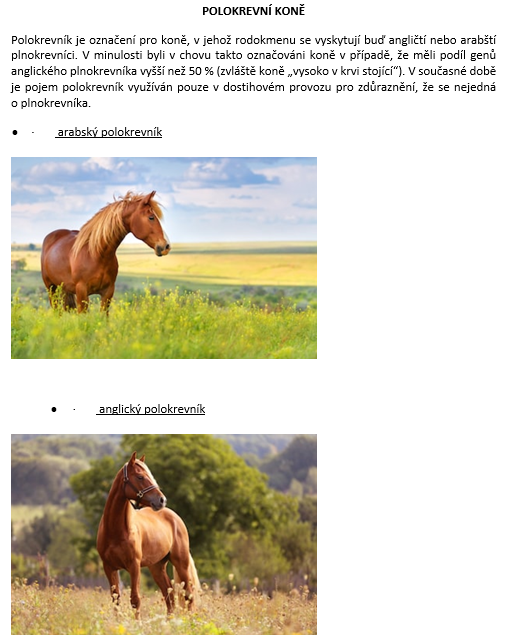 POLOKREVNÍ KONĚ
Polokrevník je označení pro koně, v jehož rodokmenu se vyskytují buď angličtí nebo arabští
plnokrevníci. V minulosti byli v chovu takto označováni koně v případě, že měli podíl genů
anglického plnokrevníka vyšší než 50 % (zvláště koně „vysoko v krvi stojící“). V současné době
je pojem polokrevník využíván pouze v dostihovém provozu pro zdůraznění, že se nejedná
o plnokrevníka.
● · arabský polokrevník
● · anglický polokrevník